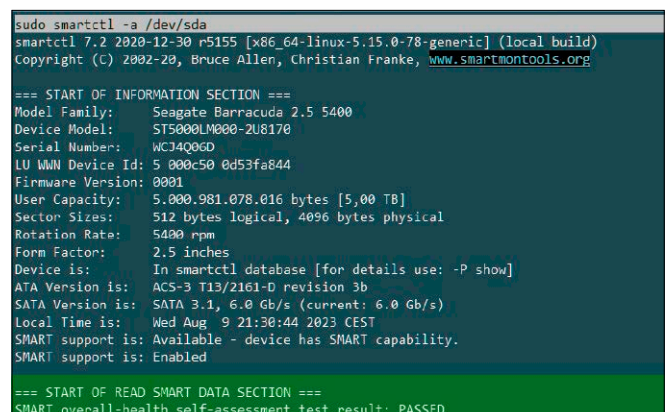 sudo smartctl -a /dev/sda
smartctl 7.2 2020-12-30 r5155 [x86_64-linux-5.15.0-78-generic] (local build)
Copyright (C) 2002-20, Bruce Allen, Christian Franke, www.smartmontools.org
=== START OF INFORMATION SECTION ===
Model Family: Seagate Barracuda 2.5 5400
Device Model: ST5000LM000-2U8170
Serial Number: WCJ4Q06D
LU WWN Device Id: 5 000c50 0d53fa844
Firmware Version: 0001
User Capacity: 5.000.981.078.016 bytes [5,00 TB]
Sector Sizes: 512 bytes logical, 4096 bytes physical
Rotation Rate: 5400 rpm
Form Factor: 2.5 inches
Device is: In smartctl database [for details use: -P show]
ATA Version is: ACS-3 T13/2161-D revision 3b
SATA Version is: SATA 3.1, 6.0 Gb/s (current: 6.0 Gb/s)
Local Time is: Wed Aug 9 21:30:44 2023 CEST
SMART support is: Available - device has SMART capability.
SMART support is: Enabled
=== START OF READ SMART DATA SECTION ===
SMART overall-health self-assessment test result: PASSED